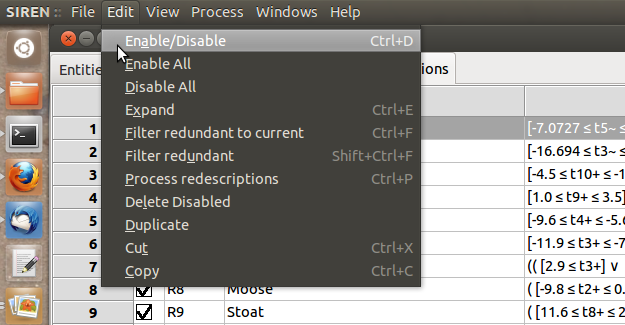 SIREN File Edit View Process Windows Help
Entitie ions
Enable/Disable Ctrl+D
Enable All
Disable All
Expand Ctrl+E
Filter redundant to current Ctrl+F
Filter redundant Shift+Ctrl+F
Process redescriptions Ctrl+P
Delete Disabled
Duplicate
Cut Ctrl+X
Copy Ctrl+C
1 [-7.0727 ≤ t5~ ≤
2 [-16.694 ≤ t3~ ≤
3 [-4.5 ≤ t10+ ≤ -1
4 [1.0 ≤ t9+ ≤ 3.5]
5 [-9.6 ≤ t4+ ≤ -5.6
6 [-11.9 ≤ t3+ ≤ -7
7 (( [2.9 ≤ t3+] ∨
8 R8 Moose ( [-9.8 ≤ t2+ ≤ 0.
9 R9 Stoat ( [11.6 ≤ t8+ ≤ 2